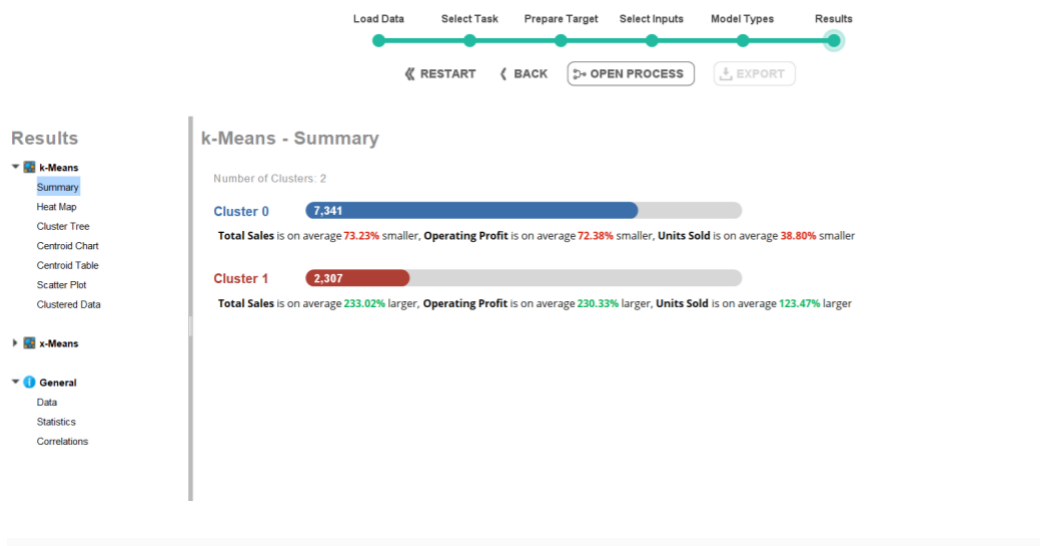 Load Data Select Task Prepare Target Select Inputs Model Types Results
RESTART BACK OPEN PROCESS EXPORT
Results
k-Means
Summary
Heat Map
Cluster Tree
Centroid Chart
Centroid Table
Scatter Plot
Clustered Data
x-Means
General
Data
Statistics
Correlations
k-Means - Summary
Number of Clusters: 2
Cluster 0 7,341
Total Sales is on average 73.23% smaller, Operating Profit is on average 72.38% smaller, Units Sold is on average 38.80% smaller
Cluster 1 2,307
Total Sales is on average 233.02% larger, Operating Profit is on average 230.33% larger, Units Sold is on average 123.47% larger